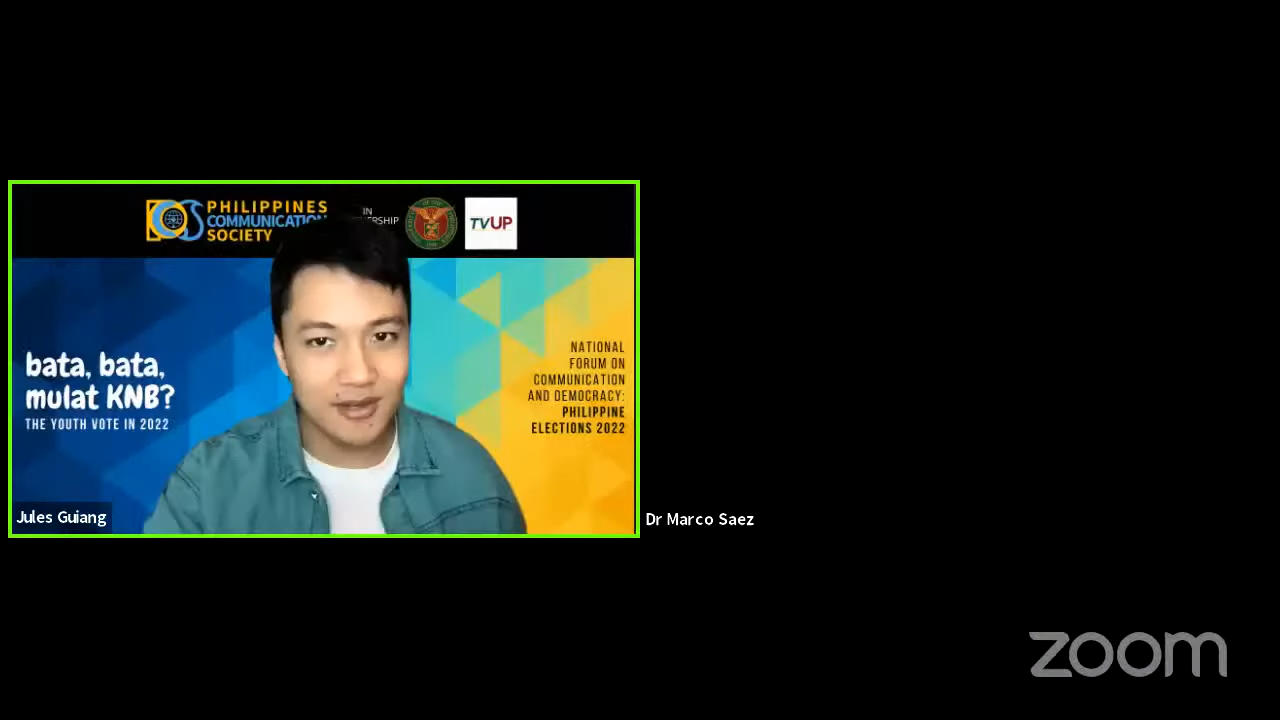 PHILIPPINES
COMMUNICATION
SOCIETY
IN
TVUP
bata, bata,
mulat KNB?
THE YOUTH VOTE IN 2022
NATIONAL
FORUM ON
COMMUNICATION
AND DEMOCRACY:
PHILIPPINE
ELECTIONS 2022
Jules Guiang
Dr Marco Saez
zoom